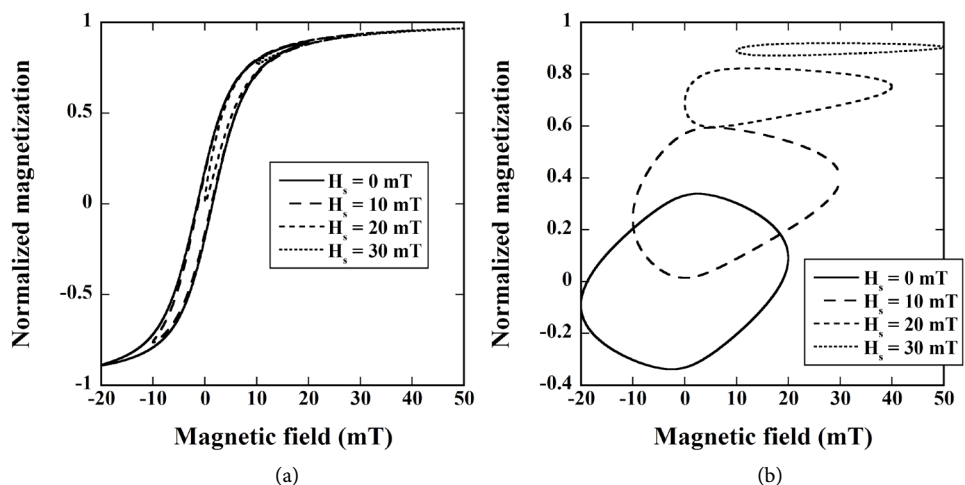 Normalized magnetization
1
0.5
0
-0.5
-1
-20 -10 0 10 20 30 40 50
H_s = 0 mT
H_s = 10 mT
H_s = 20 mT
H_s = 30 mT
Magnetic field (mT)
(a)
Normalized magnetization
1
0.8
0.6
0.4
0.2
0
-0.2
-0.4
-20 -10 0 10 20 30 40 50
H_s = 0 mT
H_s = 10 mT
H_s = 20 mT
H_s = 30 mT
Magnetic field (mT)
(b)